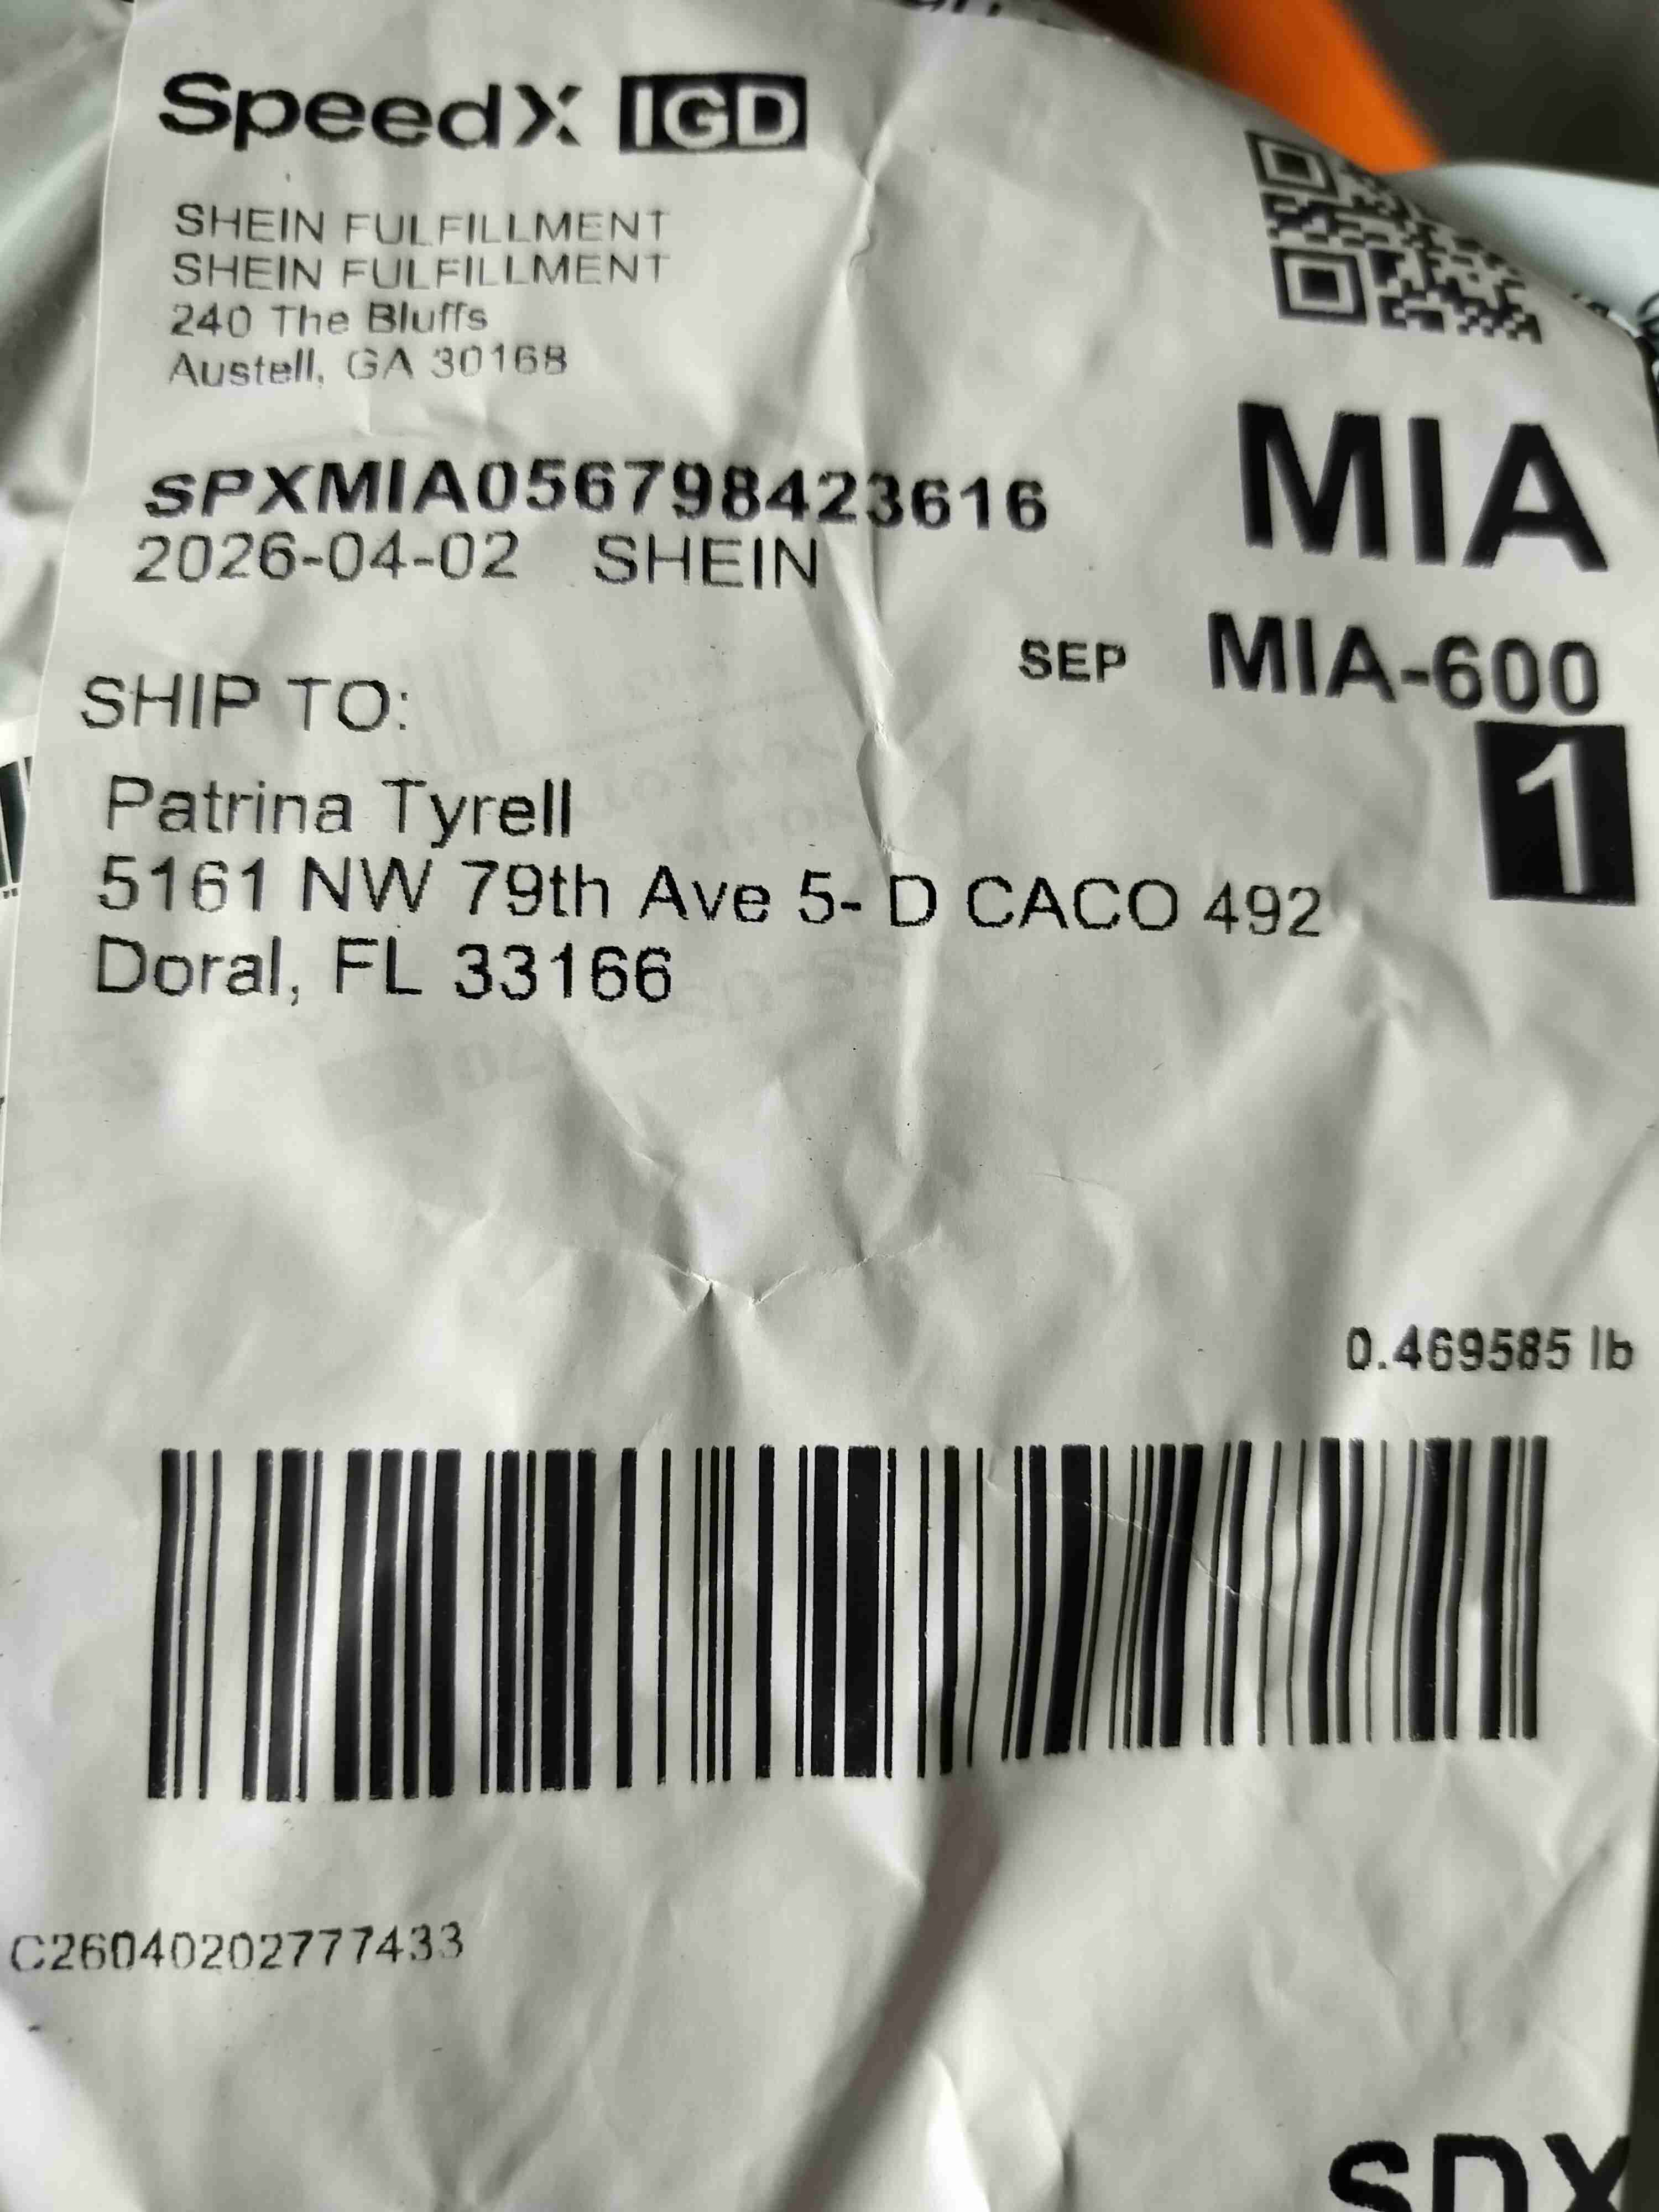 SpeedX IGD
SHEIN FULFILLMENT
SHEIN FULFILLMENT
240 The Bluffs
Austell, GA 30168
SPXMIA056798423616
2026-04-02 SHEIN
MIA
SEP MIA-600
1
SHIP TO:
Patrina Tyrell
5161 NW 79th Ave 5- D CACO 492
Doral, FL 33166
0.469585 lb
C26040202777433
SDX